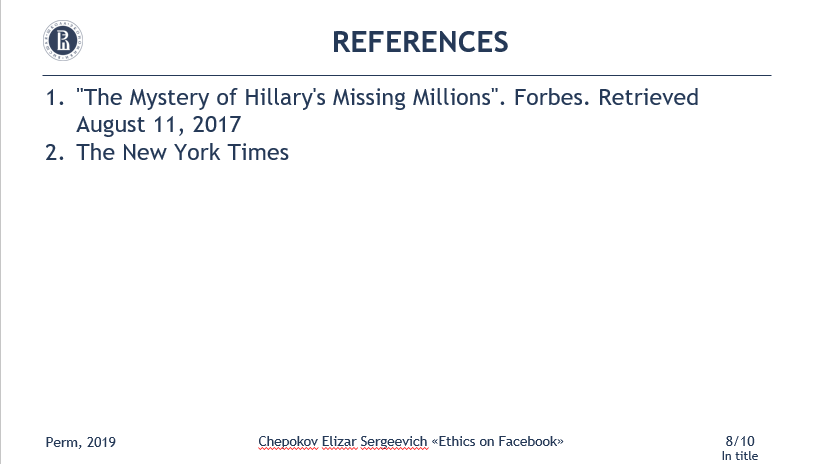 REFERENCES
1. "The Mystery of Hillary's Missing Millions". Forbes. Retrieved
August 11, 2017
2. The New York Times
Perm, 2019
Chepokov Elizar Sergeevich «Ethics on Facebook»
8/10
In title